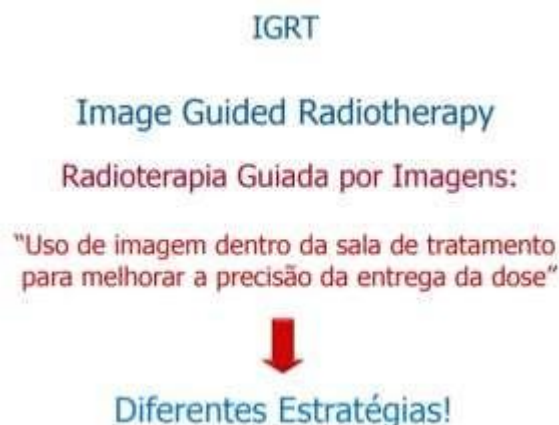 IGRT
Image Guided Radiotherapy
Radioterapia Guiada por Imagens:
“Uso de imagem dentro da sala de tratamento
para melhorar a precisão da entrega da dose”
Diferentes Estratégias!